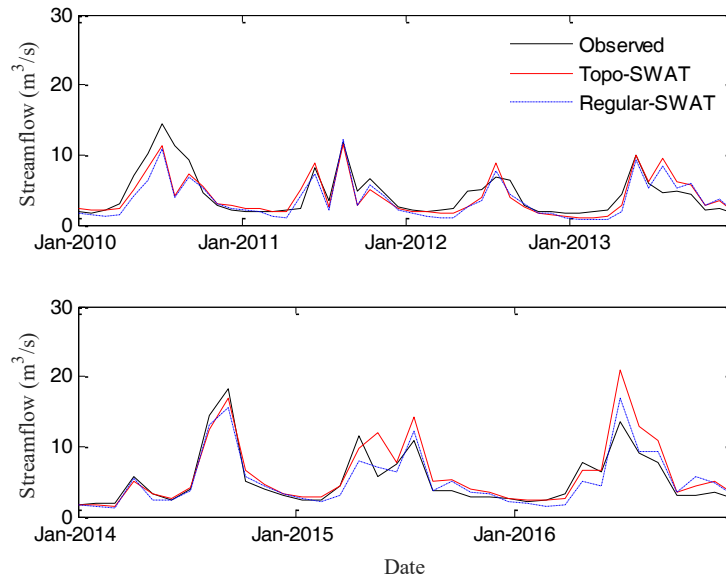 30
20
10
0
Streamflow (m³/s)
Observed
Topo-SWAT
Regular-SWAT
Jan-2010 Jan-2011 Jan-2012 Jan-2013
30
20
10
0
Streamflow (m³/s)
Jan-2014 Jan-2015 Jan-2016
Date